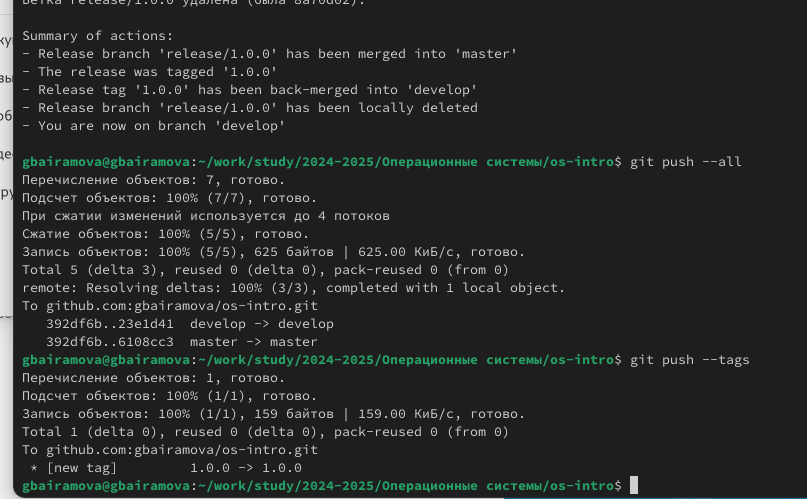 Ветка release/1.0.0 удалена (была 8a70d02).
Summary of actions:
- Release branch 'release/1.0.0' has been merged into 'master'
- The release was tagged '1.0.0'
- Release tag '1.0.0' has been back-merged into 'develop'
- Release branch 'release/1.0.0' has been locally deleted
- You are now on branch 'develop'
gbairamova@gbairamova:~/work/study/2024-2025/Операционные системы/os-intro$ git push --all
Перечисление объектов: 7, готово.
Подсчет объектов: 100% (7/7), готово.
При сжатии изменений используется до 4 потоков
Сжатие объектов: 100% (5/5), готово.
Запись объектов: 100% (5/5), 625 байтов | 625.00 КиБ/с, готово.
Total 5 (delta 3), reused 0 (delta 0), pack-reused 0 (from 0)
remote: Resolving deltas: 100% (3/3), completed with 1 local object.
To github.com:gbairamova/os-intro.git
   392df6b..23e1d41  develop -> develop
   392df6b..6108cc3  master -> master
gbairamova@gbairamova:~/work/study/2024-2025/Операционные системы/os-intro$ git push --tags
Перечисление объектов: 1, готово.
Подсчет объектов: 100% (1/1), готово.
Запись объектов: 100% (1/1), 159 байтов | 159.00 КиБ/с, готово.
Total 1 (delta 0), reused 0 (delta 0), pack-reused 0 (from 0)
To github.com:gbairamova/os-intro.git
 * [new tag]         1.0.0 -> 1.0.0
gbairamova@gbairamova:~/work/study/2024-2025/Операционные системы/os-intro$